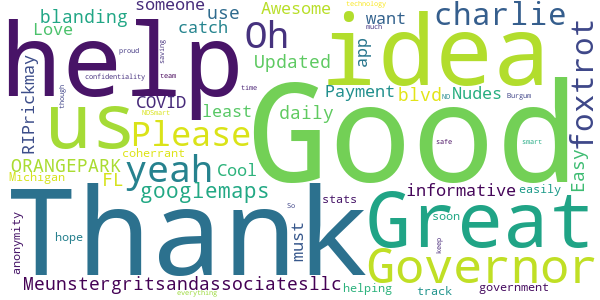 someone
technology
blanding
use
Awesome
want
charlie
much
Love
catch
Oh
help
idea
proud
saving
Updated
app
confidentiality
team
RIPrickmay
COVID
Payment
blvd
Nudes
ND
Burgum
foxtrot
though
time
us
NDSmart
least
daily
Good
Please
safe
smart
coherrant
ORANGEPARK
yeah
Cool
Easy
Michigan
FL
googlemaps
informative
easily
Thank
stats
Great
So
soon
anonymity
hope
must
keep
Governor
Meunstergritsandassociatesllc
helping
track
government
everything